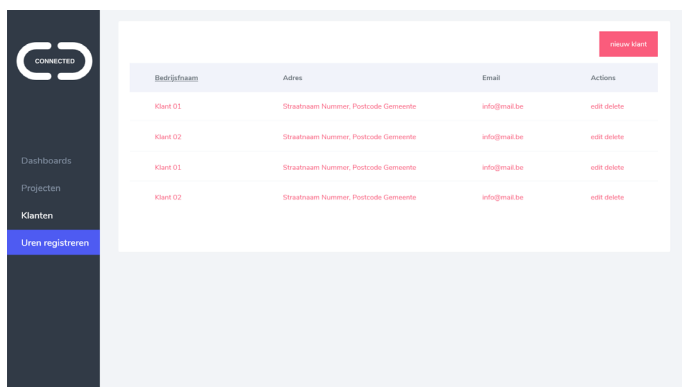 CONNECTED
Dashboards
Projecten
Klanten
Uren registreren
nieuw klant
Bedrijfnaam Adres Email Actions
Klant 01 Straatnaam Nummer, Postcode Gemeente info@mail.be edit delete
Klant 02 Straatnaam Nummer, Postcode Gemeente info@mail.be edit delete
Klant 01 Straatnaam Nummer, Postcode Gemeente info@mail.be edit delete
Klant 02 Straatnaam Nummer, Postcode Gemeente info@mail.be edit delete